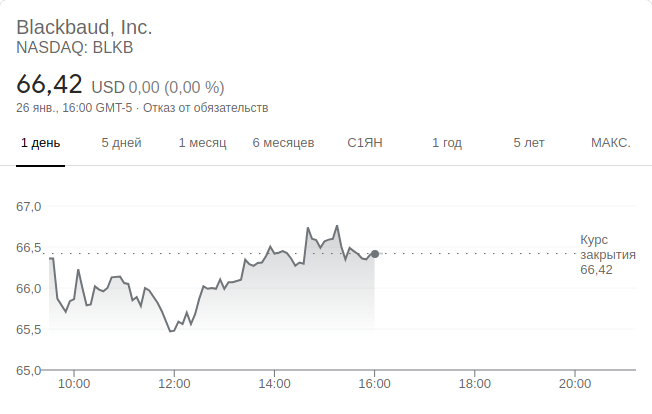 Blackbaud, Inc.
NASDAQ: BLKB
66,42 USD 0,00 (0,00 %)
26 янв., 16:00 GMT-5 · Отказ от обязательств
1 день 5 дней 1 месяц 6 месяцев С1ЯН 1 год 5 лет МАКС.
67,0
66,5
66,0
65,5
65,0
Курс
закрытия
66,42
10:00 12:00 14:00 16:00 18:00 20:00